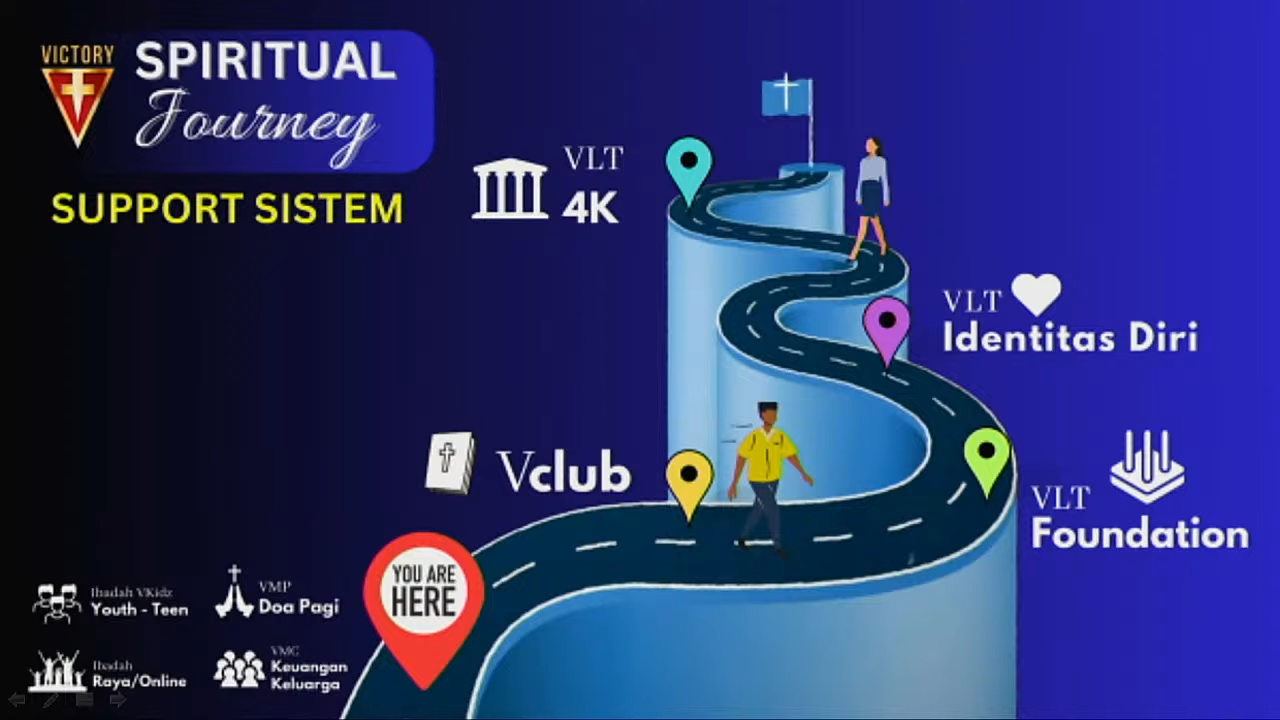 VICTORY
SPIRITUAL
Journey
SUPPORT SISTEM
VLT
4K
VLT
Identitas Diri
Vclub
VLT
Foundation
YOU ARE
HERE
Ibadah VKidz
Youth - Teen
VMP
Doa Pagi
Ibadah
Raya/Online
VMC
Keuangan
Keluarga